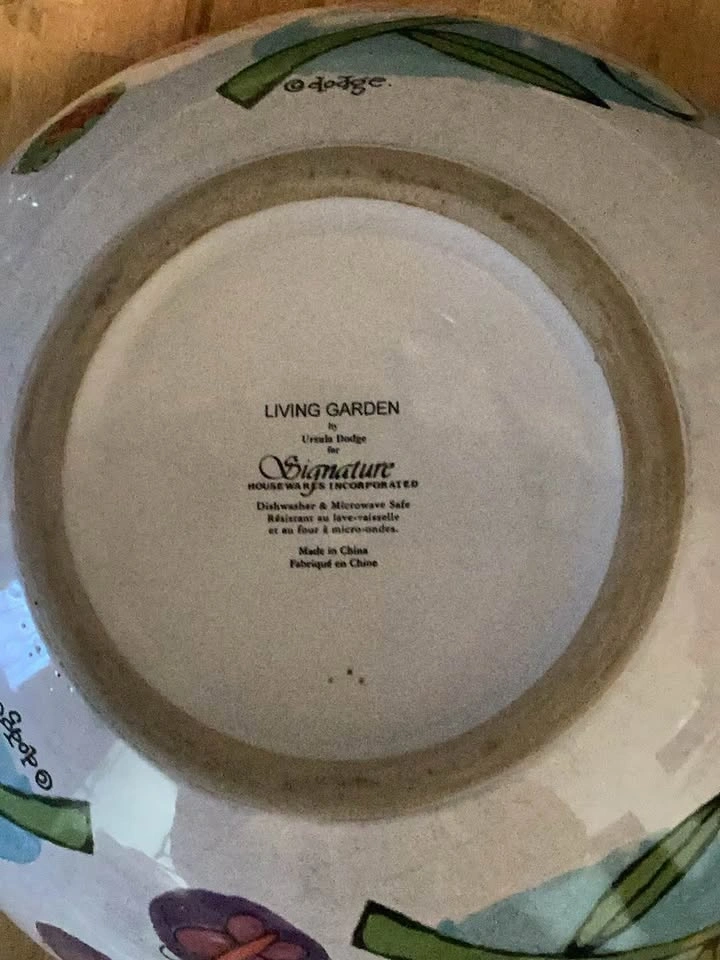 ©dodge.
LIVING GARDEN
by
Ursula Dodge
for
Signature
HOUSEWARES INCORPORATED
Dishwasher & Microwave Safe
Résistant au lave-vaisselle
et au four à micro-ondes.
Made in China
Fabriqué en Chine
©dodge